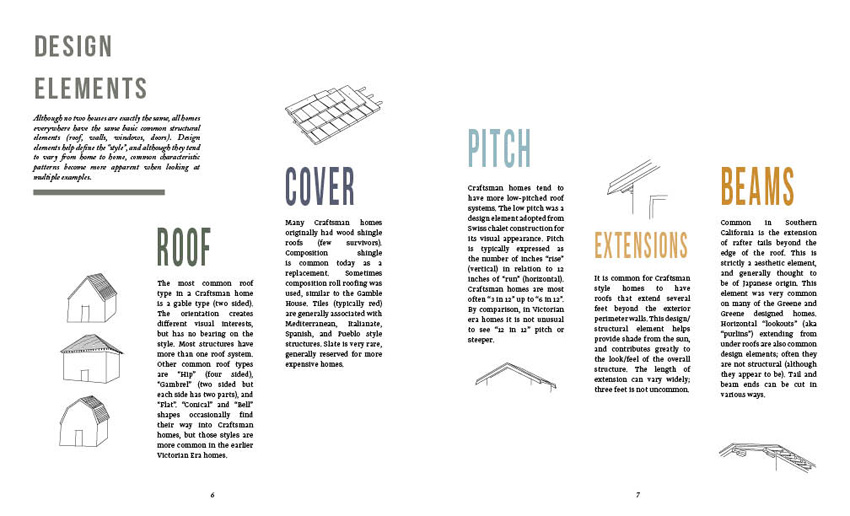 DESIGN
ELEMENTS
Although no two houses are exactly the same, all homes
everywhere have the same basic common structural
elements (roof, walls, windows, doors). Design
elements help define the "style", and although they tend
to vary from home to home, common characteristic
patterns become more apparent when looking at
multiple examples.
ROOF
The most common roof
type in a Craftsman home
is a gable type (two sided).
The orientation creates
different visual interests,
but has no bearing on the
style. Most structures have
more than one roof system.
Other common roof types
are "Hip" (four sided),
"Gambrel" (two sided but
each side has two parts), and
"Flat". "Conical" and "Bell"
shapes occasionally find
their way into Craftsman
homes, but those styles are
more common in the earlier
Victorian Era homes.
COVER
Many Craftsman homes
originally had wood shingle
roofs (few survivors).
Composition shingle
is common today as a
replacement. Sometimes
composition roll roofing was
used, similar to the Gamble
House. Tiles (typically red)
are generally associated with
Mediterranean, Italianate,
Spanish, and Pueblo style
structures. Slate is very rare,
generally reserved for more
expensive homes.
6
PITCH
Craftsman homes tend to
have more low-pitched roof
systems. The low pitch was a
design element adopted from
Swiss chalet construction for
its visual appearance. Pitch
is typically expressed as
the number of inches "rise"
(vertical) in relation to 12
inches of "run" (horizontal).
Craftsman homes are most
often "3 in 12" up to "6 in 12".
By comparison, in Victorian
era homes it is not unusual
to see "12 in 12" pitch or
steeper.
EXTENSIONS
It is common for Craftsman
style homes to have
roofs that extend several
feet beyond the exterior
perimeter walls. This design/
structural element helps
provide shade from the sun,
and contributes greatly to
the look/feel of the overall
structure. The length of
extension can vary widely;
three feet is not uncommon.
BEAMS
Common in Southern
California is the extension
of rafter tails beyond the
edge of the roof. This is
strictly a aesthetic element,
and generally thought to
be of Japanese origin. This
element was very common
on many of the Greene and
Greene designed homes.
Horizontal "lookouts" (aka
"purlins") extending from
under roofs are also common
design elements; often they
are not structural (although
they appear to be). Tail and
beam ends can be cut in
various ways.
7